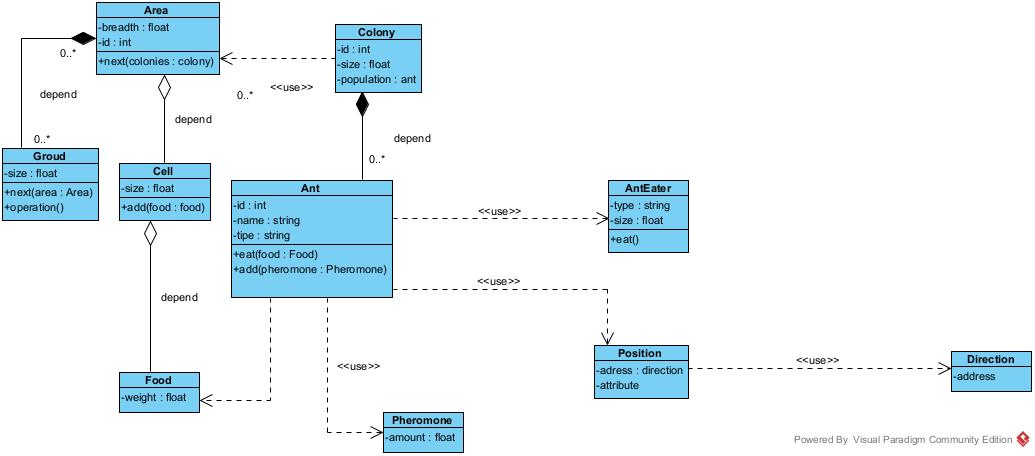 Area
-breadth : float
-id : int
+next(colonies : colony)
Colony
-id : int
-size : float
-population : ant
0..*
<<use>>
0..*
depend
depend
depend
0..*
0..*
Groud
-size : float
+next(area : Area)
+operation()
Cell
-size : float
+add(food : food)
Ant
-id : int
-name : string
-tipe : string
+eat(food : Food)
+add(pheromone : Pheromone)
<<use>>
AntEater
-type : string
-size : float
+eat()
<<use>>
depend
<<use>>
Position
-adress : direction
-attribute
<<use>>
Direction
-address
Food
-weight : float
Pheromone
-amount : float
Powered By Visual Paradigm Community Edition